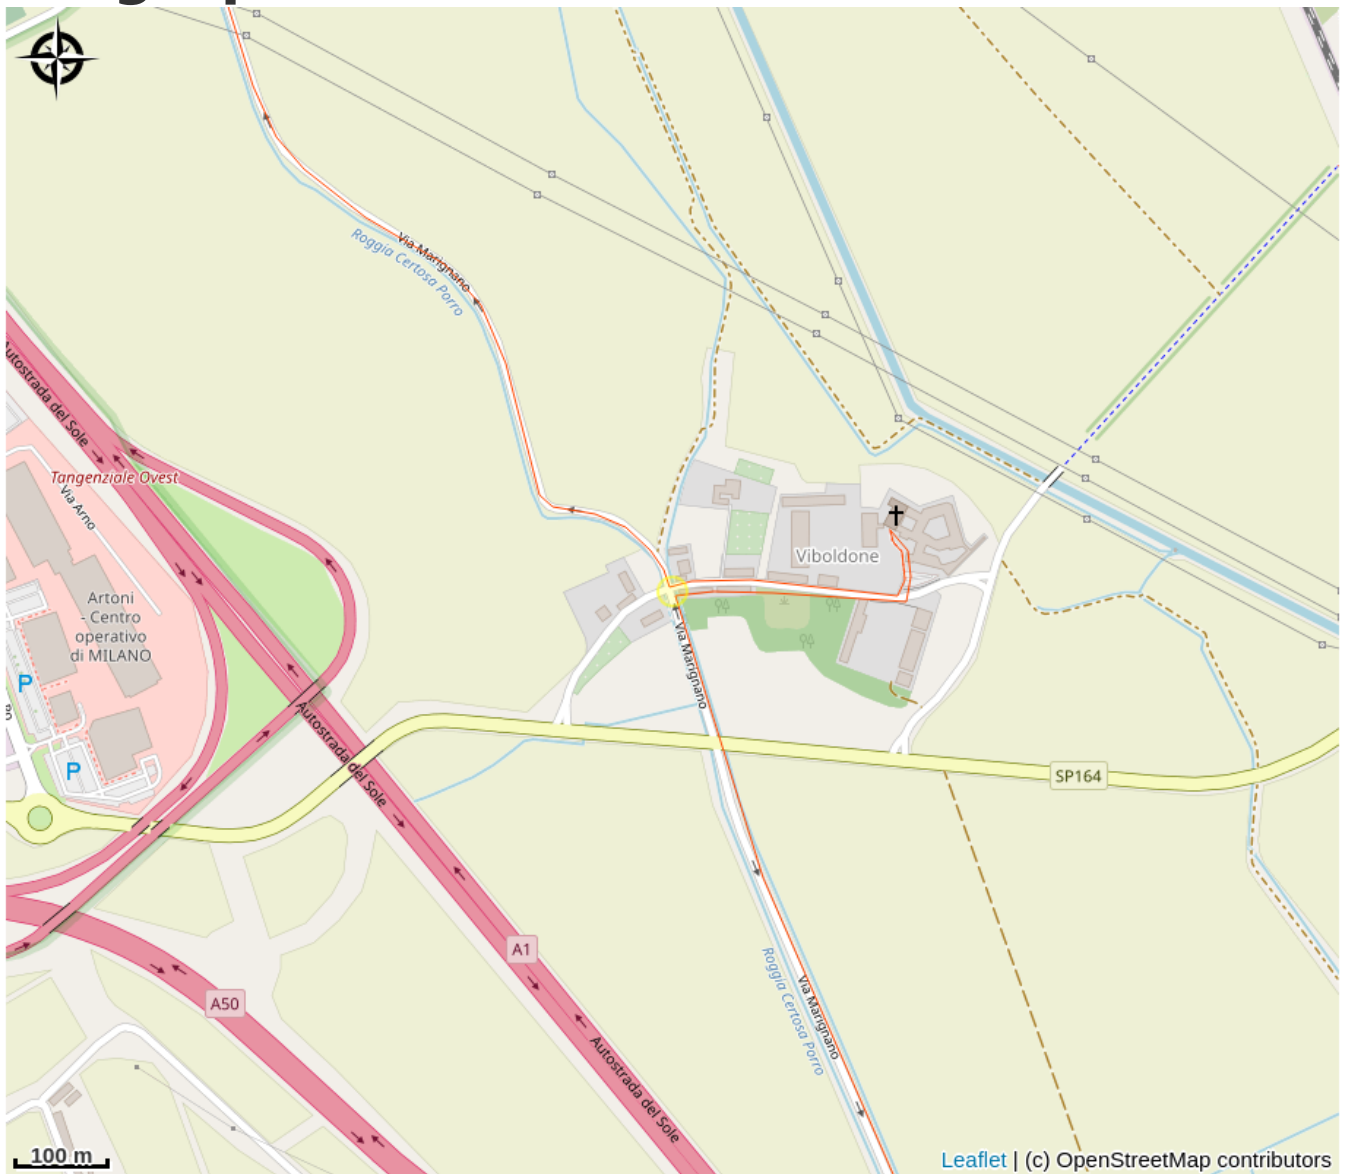 Via Marignano
Roggia Certosa Porro
Autostrada del Sole
Tangenziale Ovest
Via Arno
Viboldone
Artoni
- Centro
operativo
di MILANO
Via Marignano
P
Autostrada del Sole
SP164
P
A1
A50
Roggia Certosa Porro
Via Marignano
Autostrada del Sole
100 m
Leaflet | (c) OpenStreetMap contributors